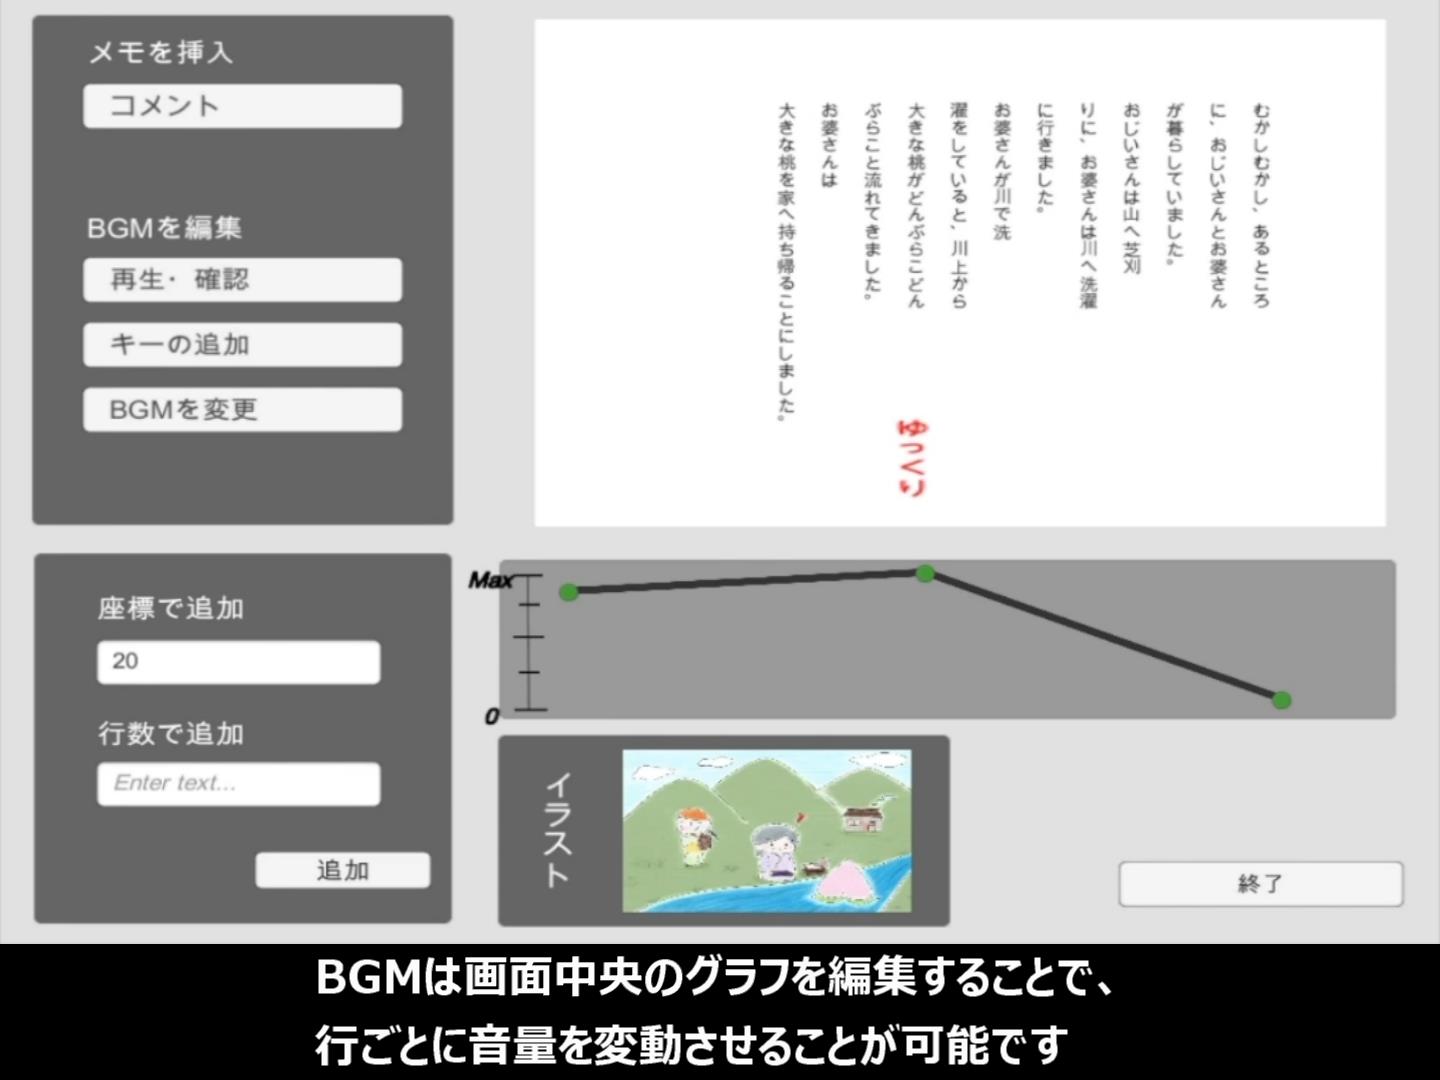 メモを挿入
コメント
BGMを編集
再生・確認
キーの追加
BGMを変更
むかしむかし、あるところ
に、おじいさんとお婆さん
が暮らしていました。
おじいさんは山へ芝刈
りに、お婆さんは川へ洗濯
に行きました。
お婆さんが川で洗
濯をしていると、川上から
大きな桃がどんぶらこどん
ぶらこと流れてきました。
お婆さんは
大きな桃を家へ持ち帰ることにしました。
ゆっくり
座標で追加
20
行数で追加
Enter text...
追加
Max
0
イラスト
終了
BGMは画面中央のグラフを編集することで、
行ごとに音量を変動させることが可能です